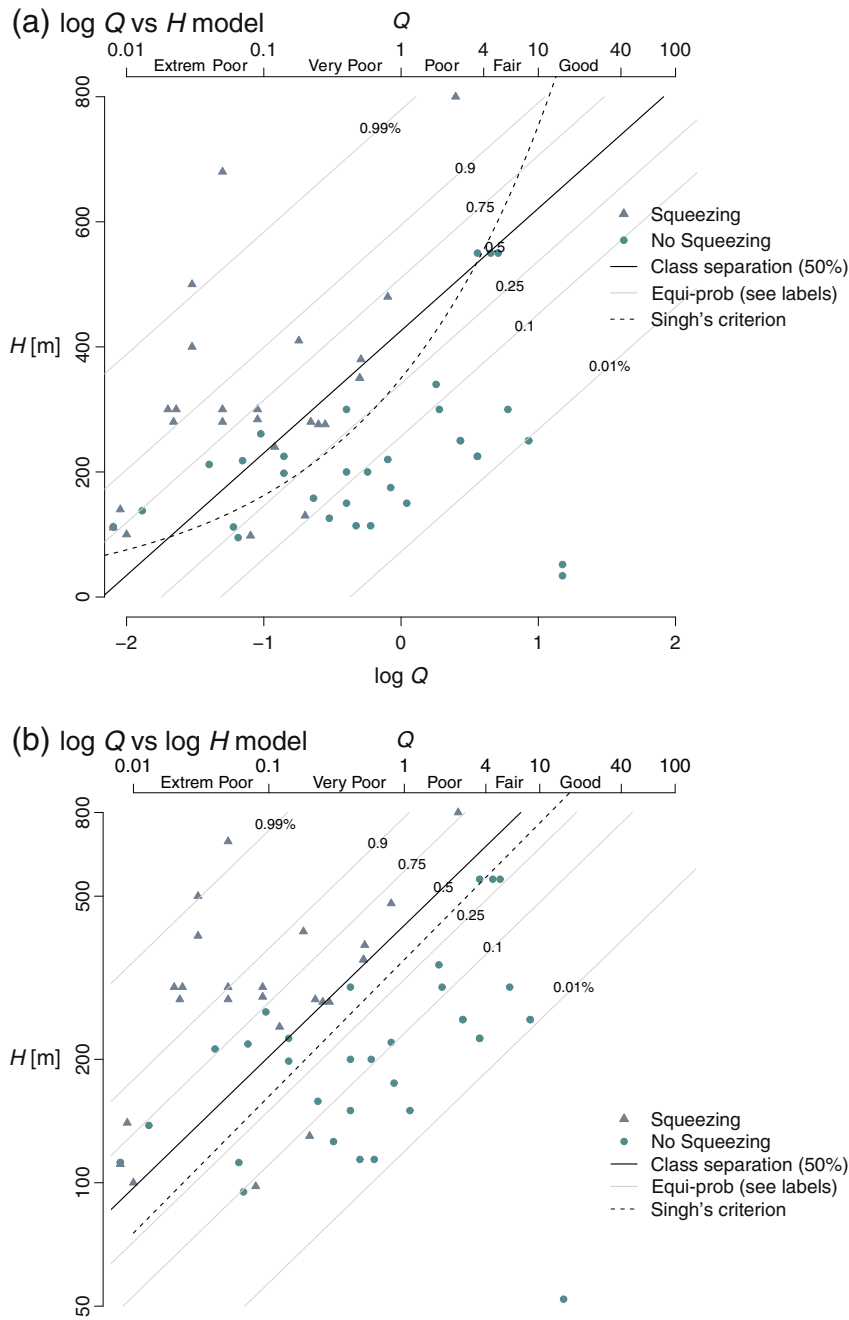 (a) log Q vs H model
Q
0.01 0.1 1 4 10 40 100
Extrem Poor Very Poor Poor Fair Good
800
600
400
200
0
H [m]
0.99%
0.9
0.75
0.5
0.25
0.1
0.01%
Squeezing
No Squeezing
Class separation (50%)
Equi-prob (see labels)
Singh's criterion
−2 −1 0 1 2
log Q
(b) log Q vs log H model
Q
0.01 0.1 1 4 10 40 100
Extrem Poor Very Poor Poor Fair Good
800
500
200
100
50
H [m]
0.99%
0.9
0.75
0.5
0.25
0.1
0.01%
Squeezing
No Squeezing
Class separation (50%)
Equi-prob (see labels)
Singh's criterion